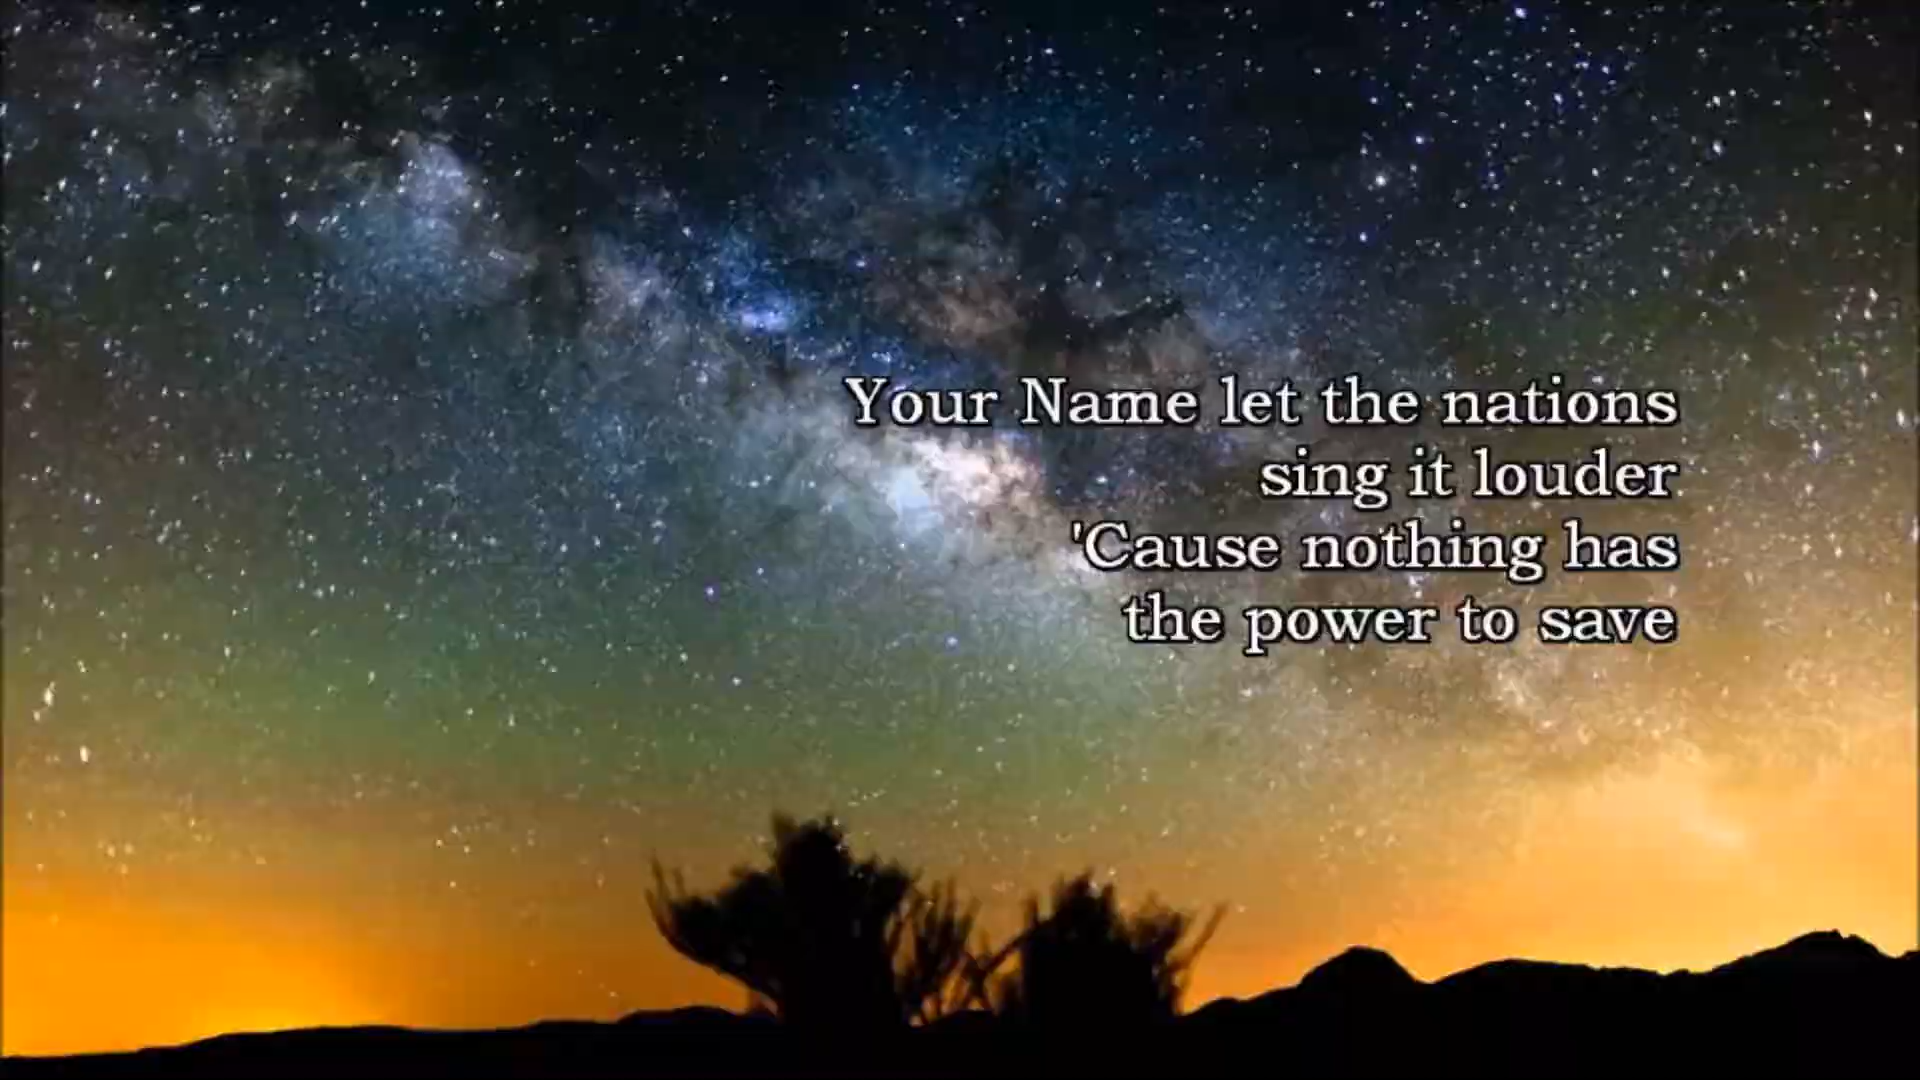 Your Name let the nations
sing it louder
'Cause nothing has
the power to save